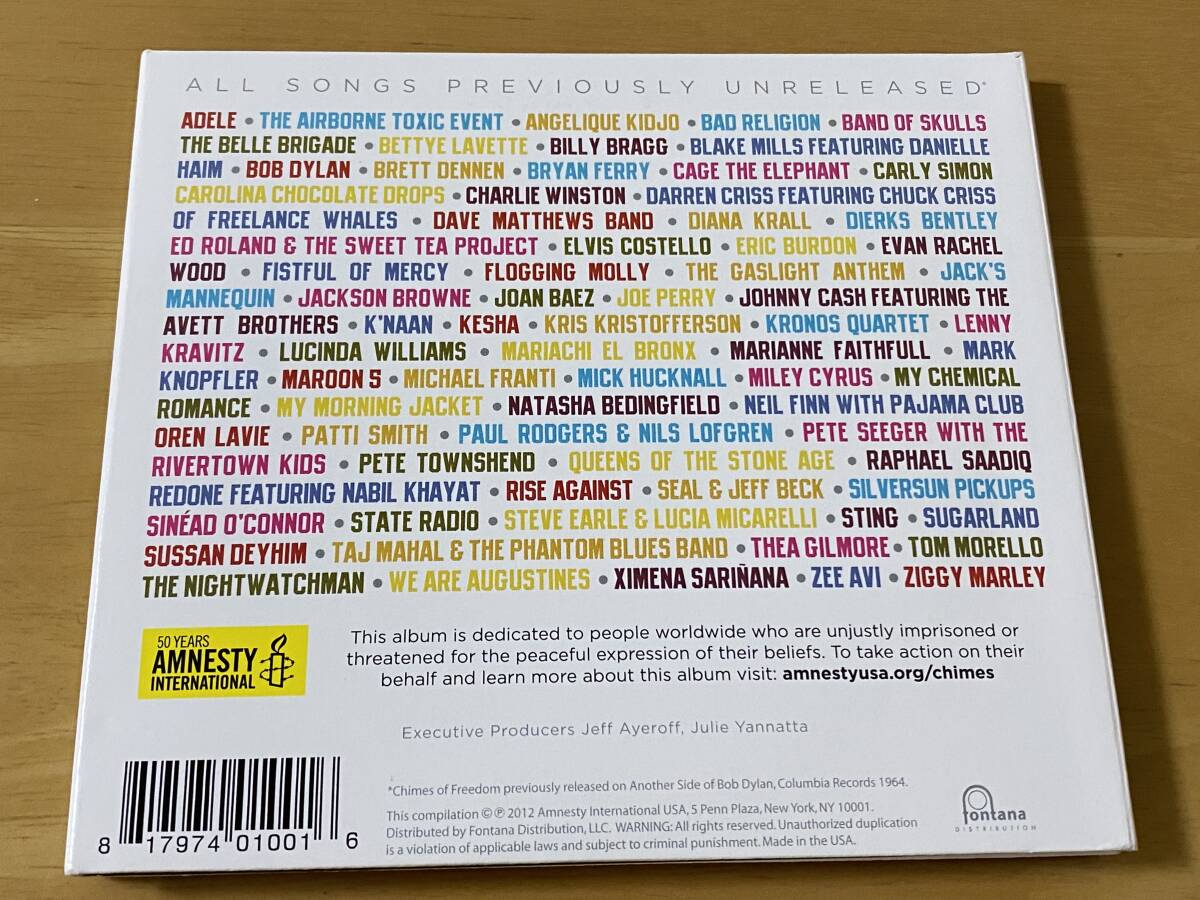 ALL SONGS PREVIOUSLY UNRELEASED*
ADELE • THE AIRBORNE TOXIC EVENT • ANGELIQUE KIDJO • BAD RELIGION • BAND OF SKULLS
THE BELLE BRIGADE • BETTYE LAVETTE • BILLY BRAGG • BLAKE MILLS FEATURING DANIELLE
HAIM • BOB DYLAN • BRETT DENNEN • BRYAN FERRY • CAGE THE ELEPHANT • CARLY SIMON
CAROLINA CHOCOLATE DROPS • CHARLIE WINSTON • DARREN CRISS FEATURING CHUCK CRISS
OF FREELANCE WHALES • DAVE MATTHEWS BAND • DIANA KRALL • DIERKS BENTLEY
ED ROLAND & THE SWEET TEA PROJECT • ELVIS COSTELLO • ERIC BURDON • EVAN RACHEL
WOOD • FISTFUL OF MERCY • FLOGGING MOLLY • THE GASLIGHT ANTHEM • JACK'S
MANNEQUIN • JACKSON BROWNE • JOAN BAEZ • JOE PERRY • JOHNNY CASH FEATURING THE
AVETT BROTHERS • K'NAAN • KESHA • KRIS KRISTOFFERSON • KRONOS QUARTET • LENNY
KRAVITZ • LUCINDA WILLIAMS • MARIACHI EL BRONX • MARIANNE FAITHFULL • MARK
KNOPFLER • MAROON 5 • MICHAEL FRANTI • MICK HUCKNALL • MILEY CYRUS • MY CHEMICAL
ROMANCE • MY MORNING JACKET • NATASHA BEDINGFIELD • NEIL FINN WITH PAJAMA CLUB
OREN LAVIE • PATTI SMITH • PAUL RODGERS & NILS LOFGREN • PETE SEEGER WITH THE
RIVERTOWN KIDS • PETE TOWNSHEND • QUEENS OF THE STONE AGE • RAPHAEL SAADIQ
REDONE FEATURING NABIL KHAYAT • RISE AGAINST • SEAL & JEFF BECK • SILVERSUN PICKUPS
SINÉAD O'CONNOR • STATE RADIO • STEVE EARLE & LUCIA MICARELLI • STING • SUGARLAND
SUSSAN DEYHIM • TAJ MAHAL & THE PHANTOM BLUES BAND • THEA GILMORE • TOM MORELLO
THE NIGHTWATCHMAN • WE ARE AUGUSTINES • XIMENA SARIÑANA • ZEE AVI • ZIGGY MARLEY
50 YEARS
AMNESTY
INTERNATIONAL
This album is dedicated to people worldwide who are unjustly imprisoned or
threatened for the peaceful expression of their beliefs. To take action on their
behalf and learn more about this album visit: amnestyusa.org/chimes
Executive Producers Jeff Ayeroff, Julie Yannatta
*Chimes of Freedom previously released on Another Side of Bob Dylan, Columbia Records 1964.
This compilation ©℗ 2012 Amnesty International USA, 5 Penn Plaza, New York, NY 10001.
Distributed by Fontana Distribution, LLC. WARNING: All rights reserved. Unauthorized duplication
is a violation of applicable laws and subject to criminal punishment. Made in the USA.
8 17974 01001 6
fontana
DISTRIBUTION